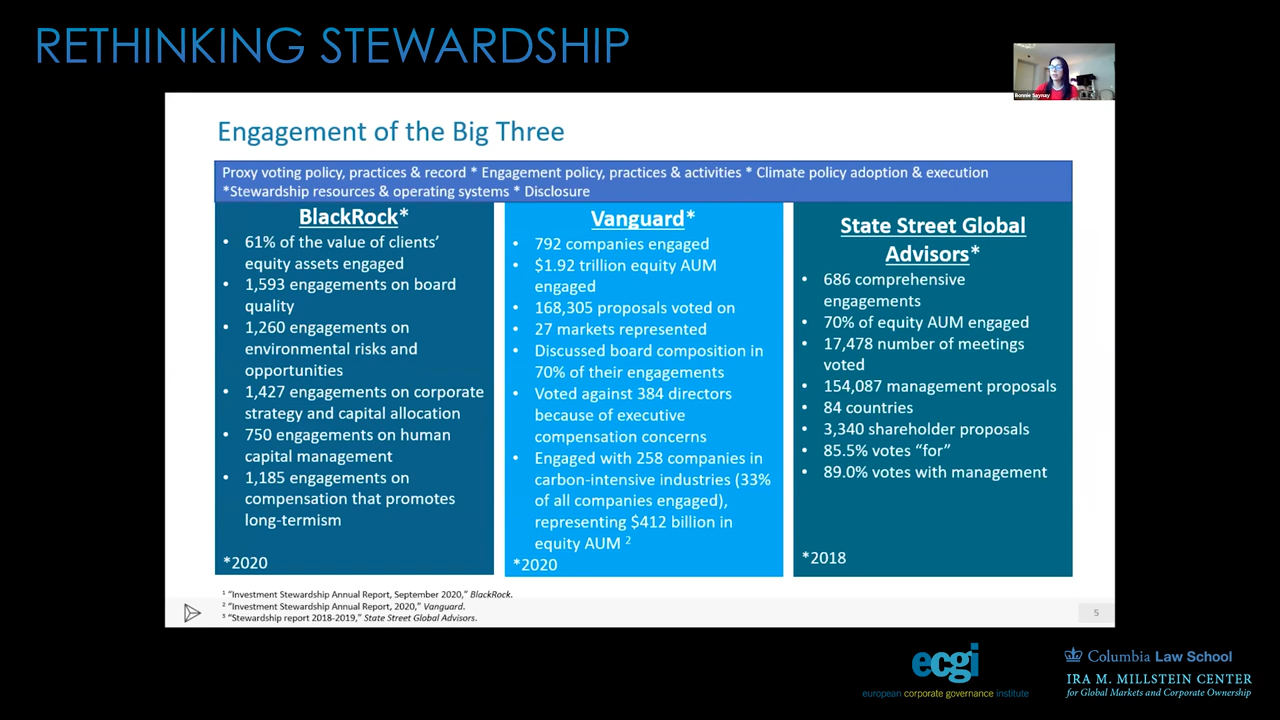 RETHINKING STEWARDSHIP
Bonnie Saynay
Engagement of the Big Three
Proxy voting policy, practices & record * Engagement policy, practices & activities * Climate policy adoption & execution
*Stewardship resources & operating systems * Disclosure
BlackRock*
• 61% of the value of clients’
equity assets engaged
• 1,593 engagements on board
quality
• 1,260 engagements on
environmental risks and
opportunities
• 1,427 engagements on corporate
strategy and capital allocation
• 750 engagements on human
capital management
• 1,185 engagements on
compensation that promotes
long-termism
*2020
Vanguard*
• 792 companies engaged
• $1.92 trillion equity AUM
engaged
• 168,305 proposals voted on
• 27 markets represented
• Discussed board composition in
70% of their engagements
• Voted against 384 directors
because of executive
compensation concerns
• Engaged with 258 companies in
carbon-intensive industries (33%
of all companies engaged),
representing $412 billion in
equity AUM 2
*2020
State Street Global
Advisors*
• 686 comprehensive
engagements
• 70% of equity AUM engaged
• 17,478 number of meetings
voted
• 154,087 management proposals
• 84 countries
• 3,340 shareholder proposals
• 85.5% votes “for”
• 89.0% votes with management
*2018
1 “Investment Stewardship Annual Report, September 2020,” BlackRock.
2 “Investment Stewardship Annual Report, 2020,” Vanguard.
3 “Stewardship report 2018-2019,” State Street Global Advisors.
5
ecgi
european corporate governance institute
Columbia Law School
IRA M. MILLSTEIN CENTER
for Global Markets and Corporate Ownership